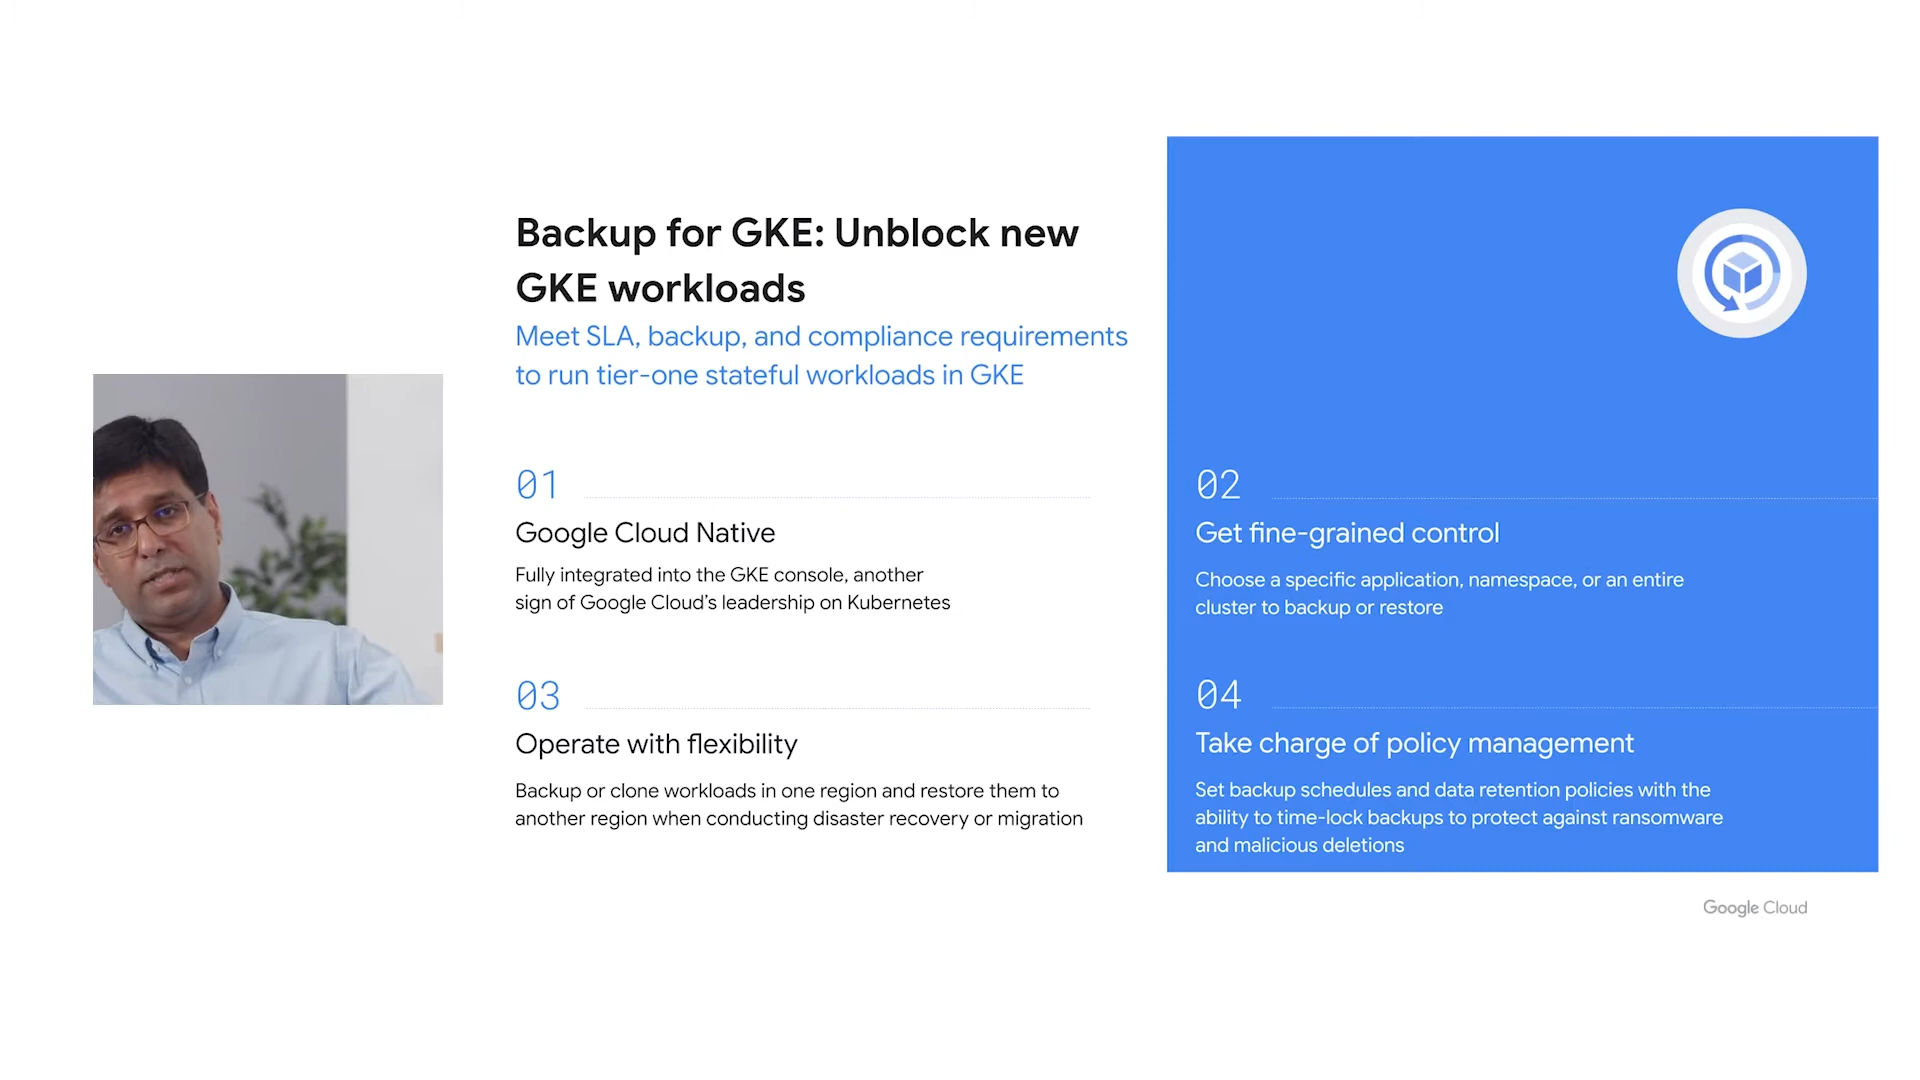 Backup for GKE: Unblock new
GKE workloads
Meet SLA, backup, and compliance requirements
to run tier-one stateful workloads in GKE
01
Google Cloud Native
Fully integrated into the GKE console, another
sign of Google Cloud’s leadership on Kubernetes
02
Get fine-grained control
Choose a specific application, namespace, or an entire
cluster to backup or restore
03
Operate with flexibility
Backup or clone workloads in one region and restore them to
another region when conducting disaster recovery or migration
04
Take charge of policy management
Set backup schedules and data retention policies with the
ability to time-lock backups to protect against ransomware
and malicious deletions
Google Cloud